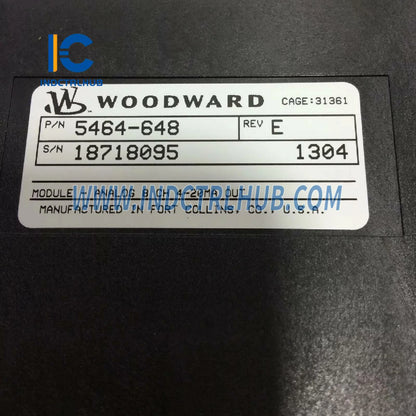 IC
INDCTRLHUB
WOODWARD CAGE:31361
P/N 5464-648 REV E
S/N 18718095 1304
WWW.INDCTRLHUB.COM
MODULE - ANALOG 8 CH 4-20MA OUT
MANUFACTURED IN FORT COLLINS, CO. U.S.A.